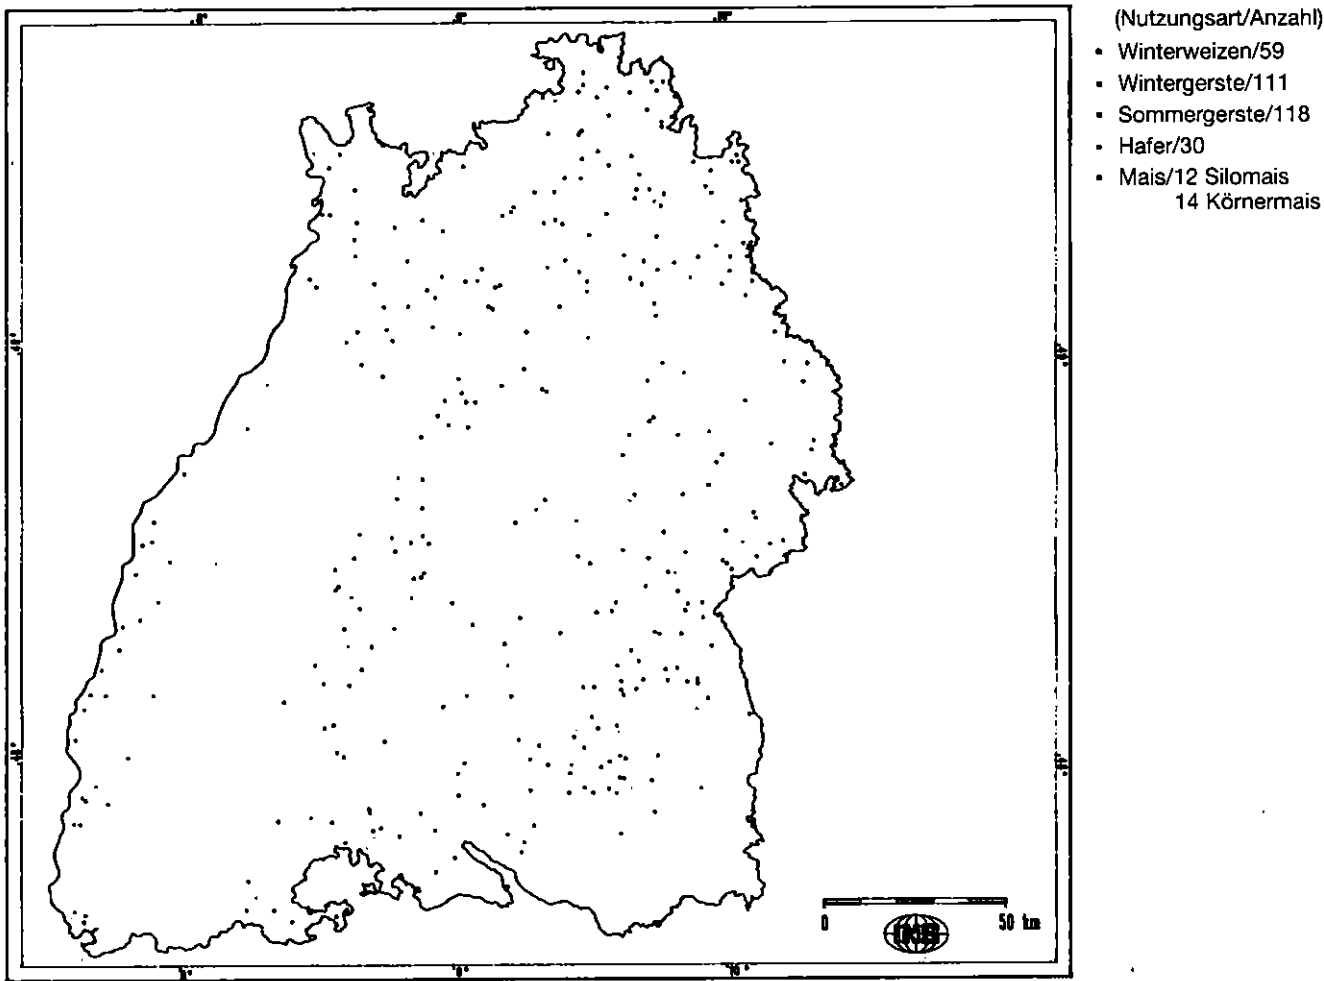 (Nutzungsart/Anzahl)
• Winterweizen/59
• Wintergerste/111
• Sommergerste/118
• Hafer/30
• Mais/12 Silomais
14 Körnermais
0 50 km